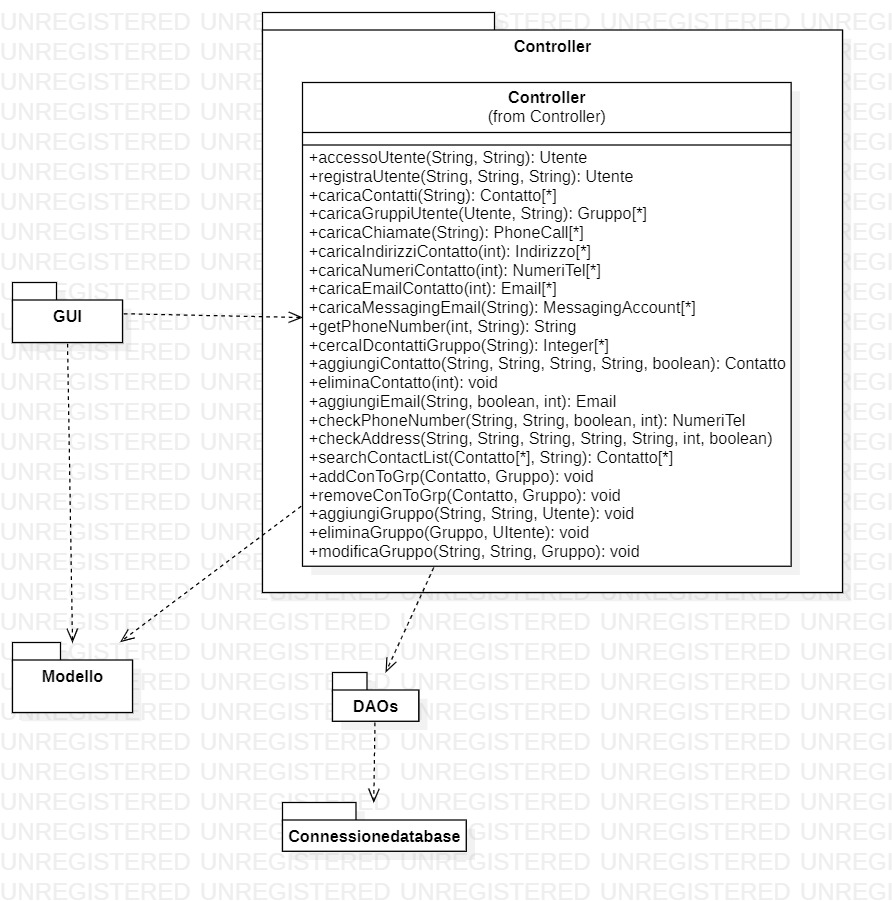 Controller
Controller
(from Controller)
+accessoUtente(String, String): Utente
+registraUtente(String, String, String): Utente
+caricaContatti(String): Contatto[*]
+caricaGruppiUtente(Utente, String): Gruppo[*]
+caricaChiamate(String): PhoneCall[*]
+caricaIndirizziContatto(int): Indirizzo[*]
+caricaNumeriContatto(int): NumeriTel[*]
+caricaEmailContatto(int): Email[*]
+caricaMessagingEmail(String): MessagingAccount[*]
+getPhoneNumber(int, String): String
+cercaIDcontattiGruppo(String): Integer[*]
+aggiungiContatto(String, String, String, String, boolean): Contatto
+eliminaContatto(int): void
+aggiungiEmail(String, boolean, int): Email
+checkPhoneNumber(String, String, boolean, int): NumeriTel
+checkAddress(String, String, String, String, String, int, boolean)
+searchContactList(Contatto[*], String): Contatto[*]
+addConToGrp(Contatto, Gruppo): void
+removeConToGrp(Contatto, Gruppo): void
+aggiungiGruppo(String, String, Utente): void
+eliminaGruppo(Gruppo, UItente): void
+modificaGruppo(String, String, Gruppo): void
GUI
Modello
DAOs
Connessionedatabase
UNREGISTERED UNREGISTERED UNREGISTERED UNREGISTERED